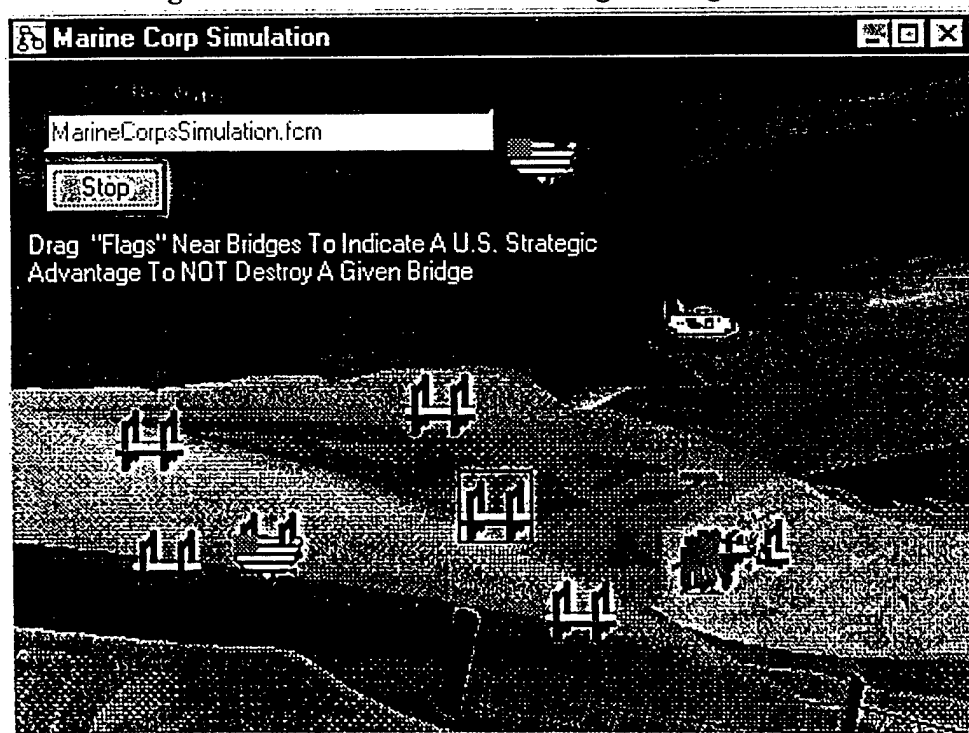 Marine Corp Simulation
MarineCorpsSimulation.fcm
Stop
Drag "Flags" Near Bridges To Indicate A U.S. Strategic
Advantage To NOT Destroy A Given Bridge